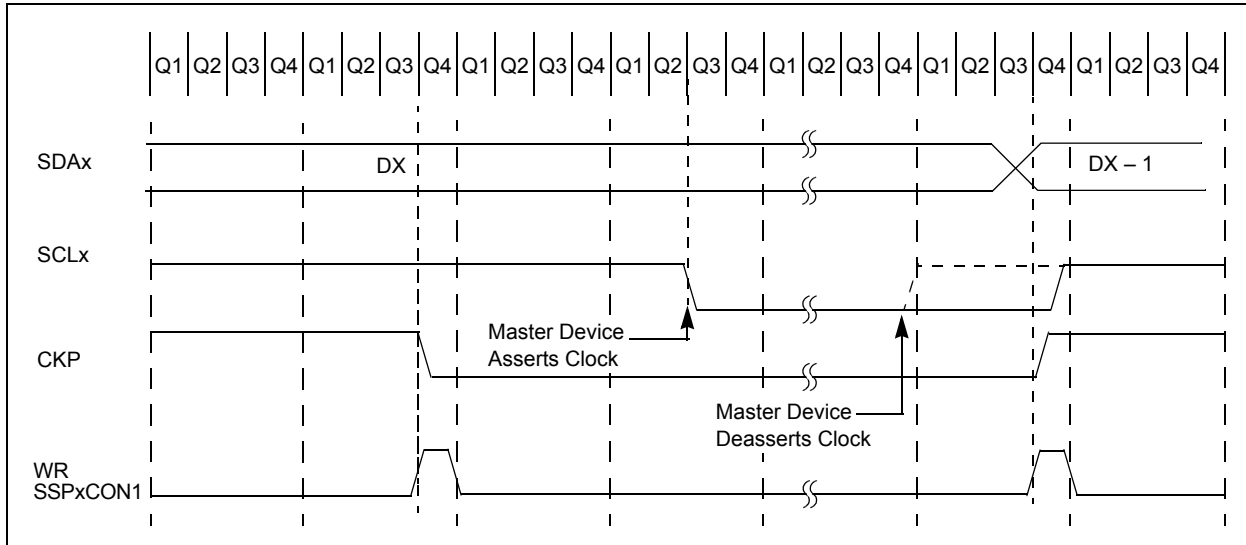 Q1 Q2 Q3 Q4 Q1 Q2 Q3 Q4 Q1 Q2 Q3 Q4 Q1 Q2 Q3 Q4 Q1 Q2 Q3 Q4 Q1 Q2 Q3 Q4 Q1 Q2 Q3 Q4
SDAx
DX
DX – 1
SCLx
Master Device
Asserts Clock
CKP
Master Device
Deasserts Clock
WR
SSPxCON1